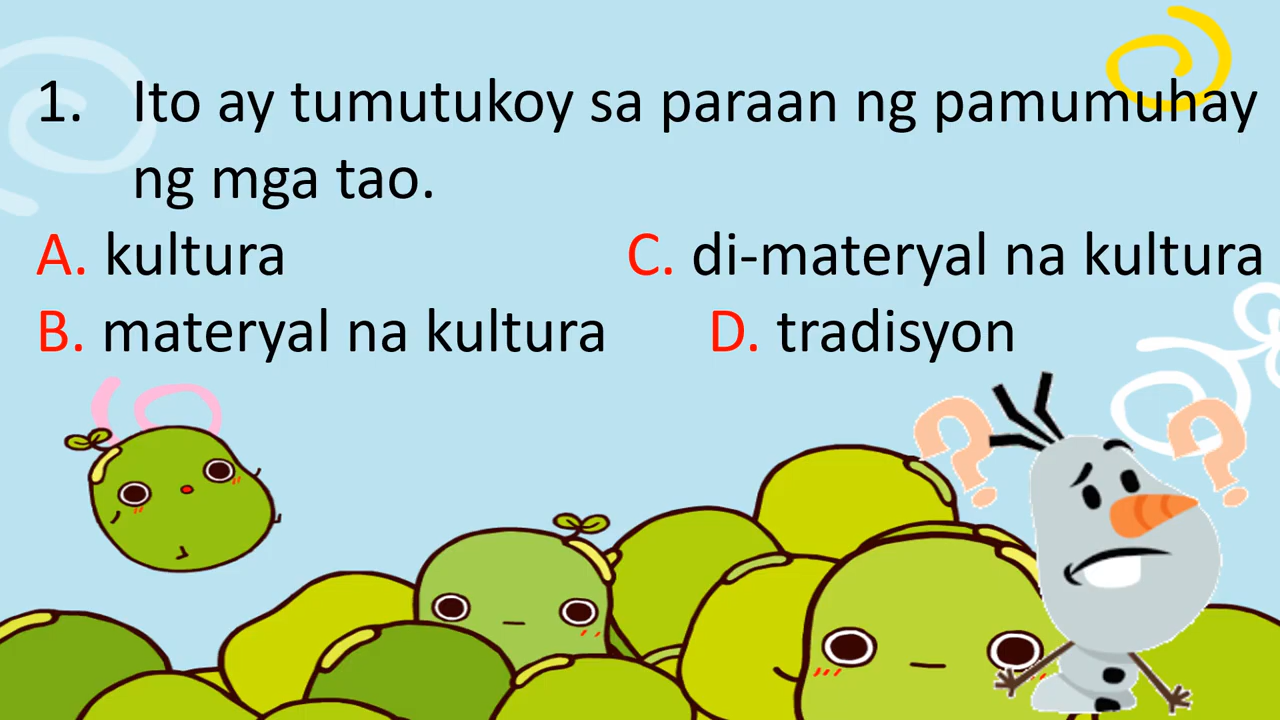 1. Ito ay tumutukoy sa paraan ng pamumuhay
ng mga tao.
A. kultura C. di-materyal na kultura
B. materyal na kultura D. tradisyon
? ?